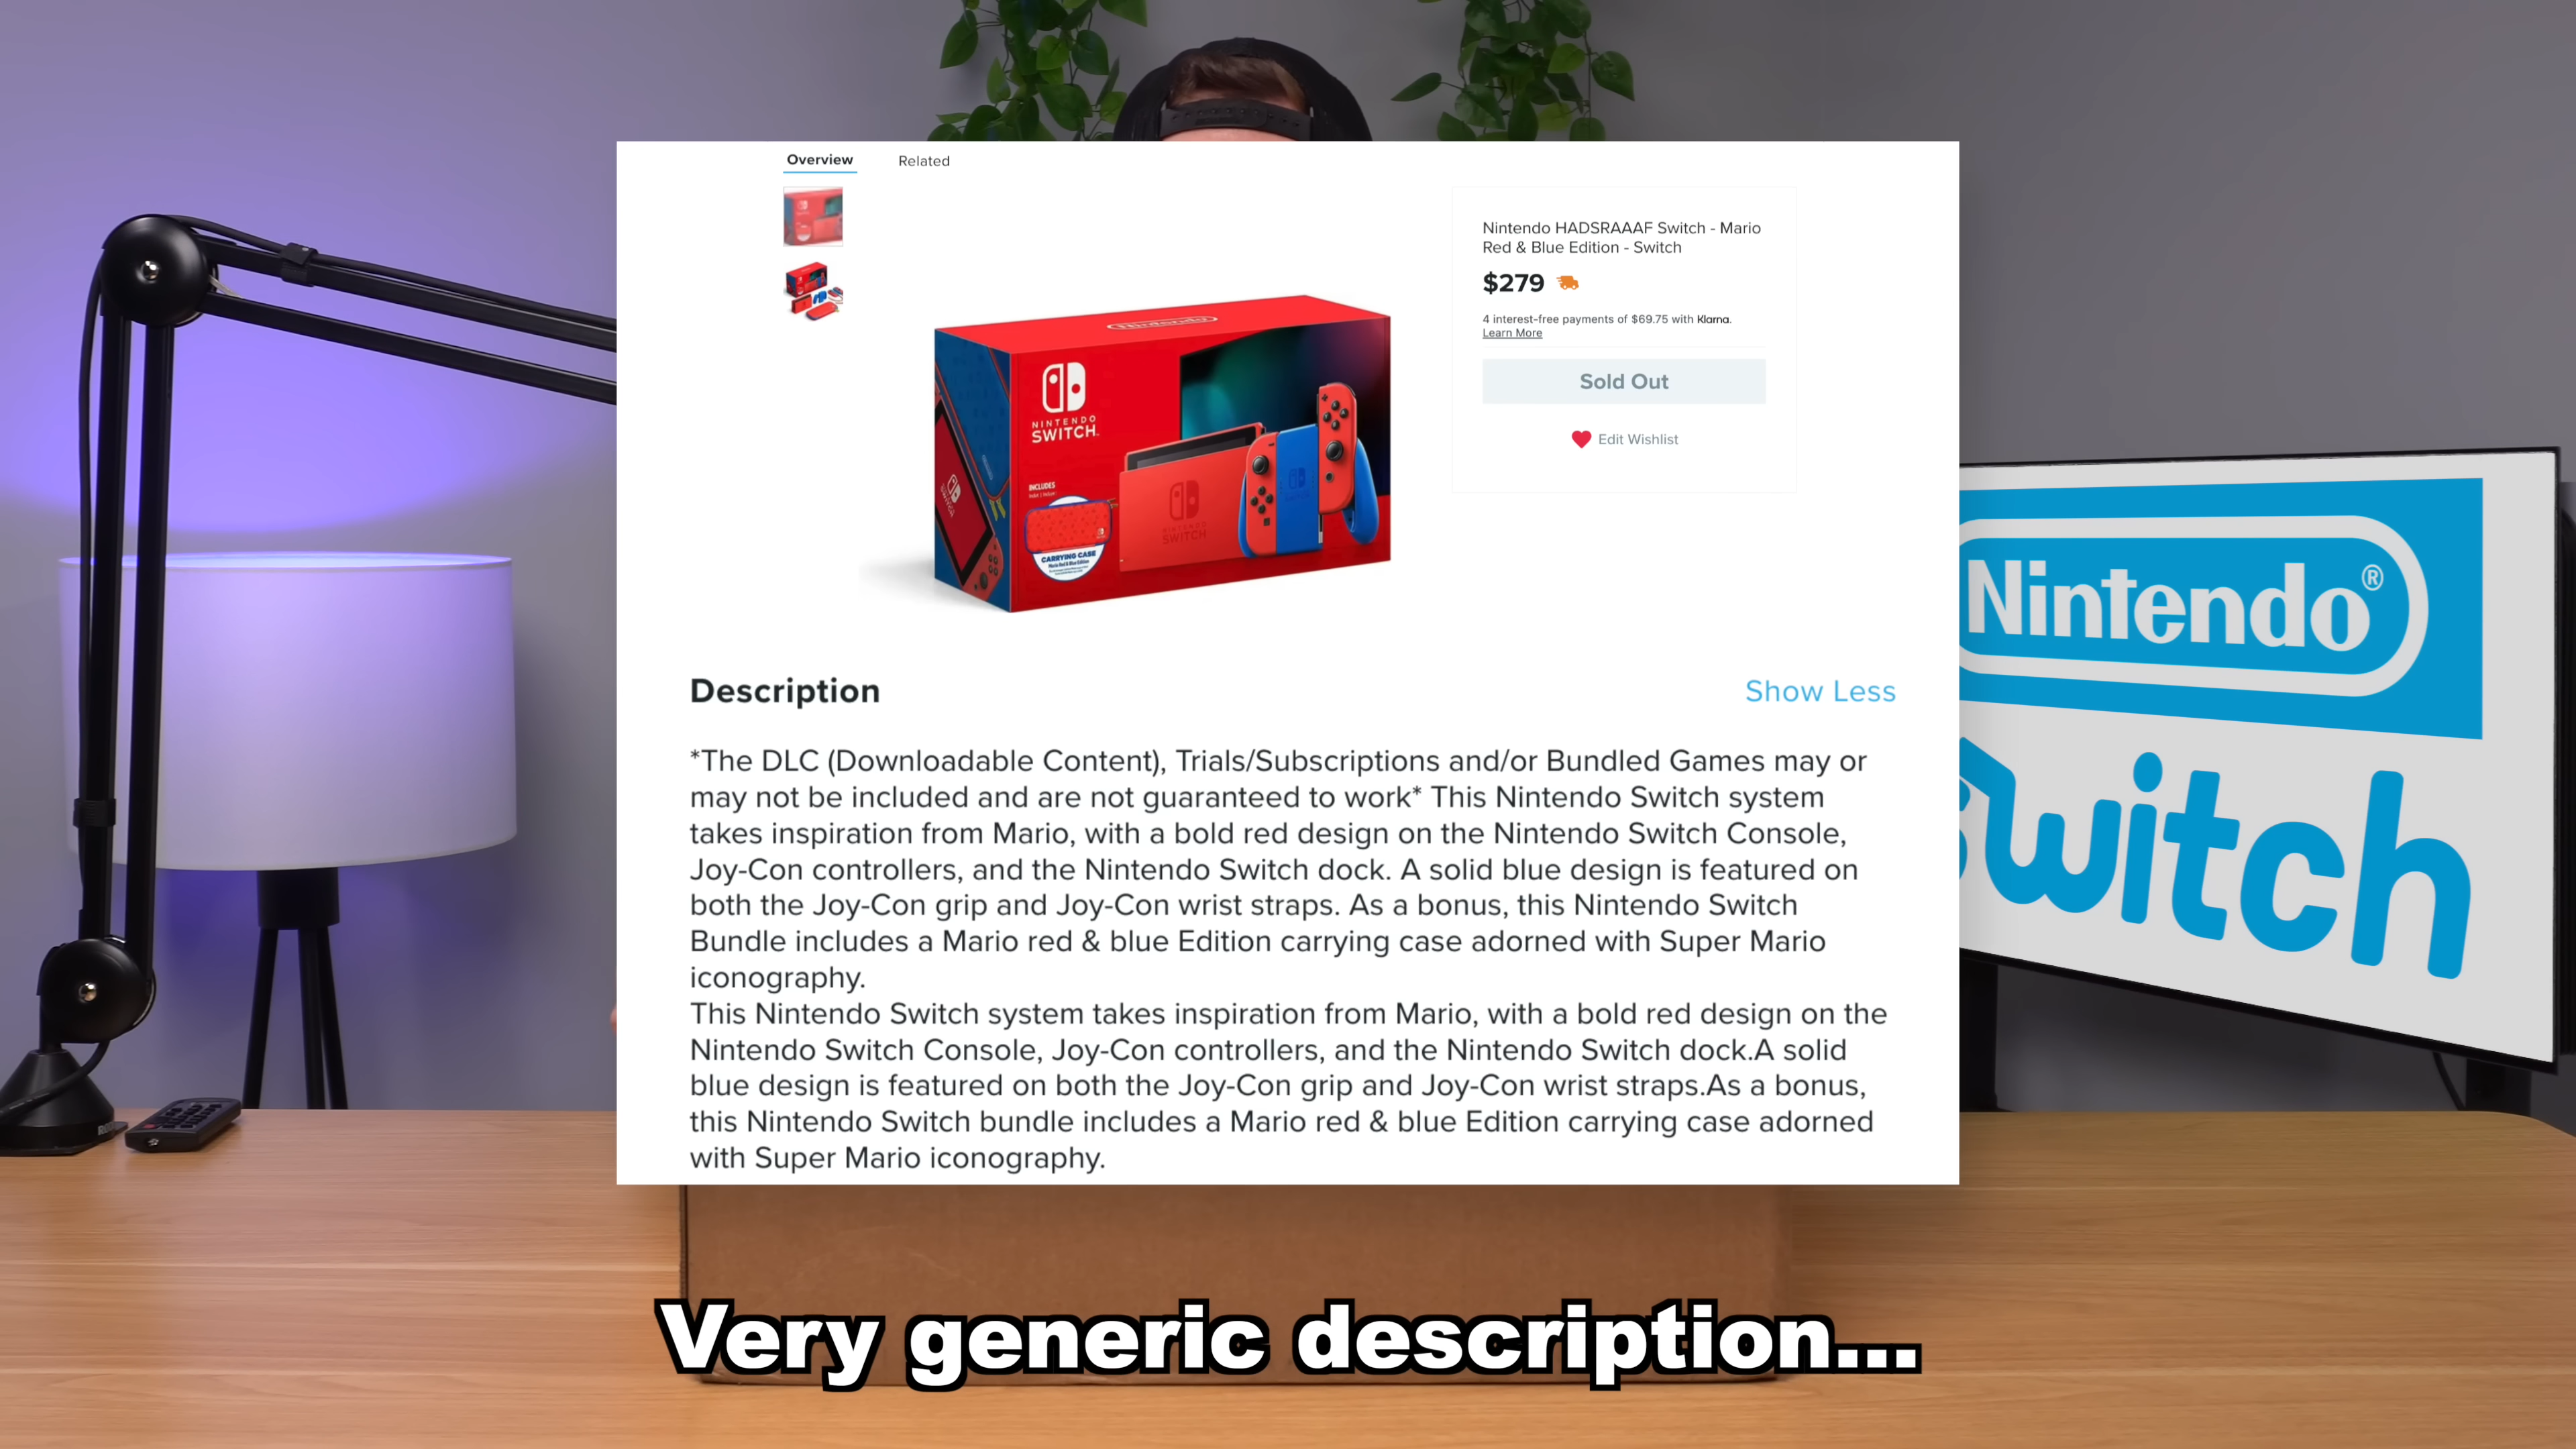 Overview
Related
Nintendo HADSRAAAF Switch - Mario
Red & Blue Edition - Switch
$279
4 interest-free payments of $69.75 with Klarna.
Learn More
Sold Out
Edit Wishlist
Nintendo
NINTENDO
SWITCH
INCLUDES
CARRYING CASE
Mario Red & Blue Edition
NINTENDO
SWITCH
SWITCH
Description
Show Less
*The DLC (Downloadable Content), Trials/Subscriptions and/or Bundled Games may or
may not be included and are not guaranteed to work* This Nintendo Switch system
takes inspiration from Mario, with a bold red design on the Nintendo Switch Console,
Joy-Con controllers, and the Nintendo Switch dock. A solid blue design is featured on
both the Joy-Con grip and Joy-Con wrist straps. As a bonus, this Nintendo Switch
Bundle includes a Mario red & blue Edition carrying case adorned with Super Mario
iconography.
This Nintendo Switch system takes inspiration from Mario, with a bold red design on the
Nintendo Switch Console, Joy-Con controllers, and the Nintendo Switch dock.A solid
blue design is featured on both the Joy-Con grip and Joy-Con wrist straps.As a bonus,
this Nintendo Switch bundle includes a Mario red & blue Edition carrying case adorned
with Super Mario iconography.
Nintendo®
Switch
Very generic description...